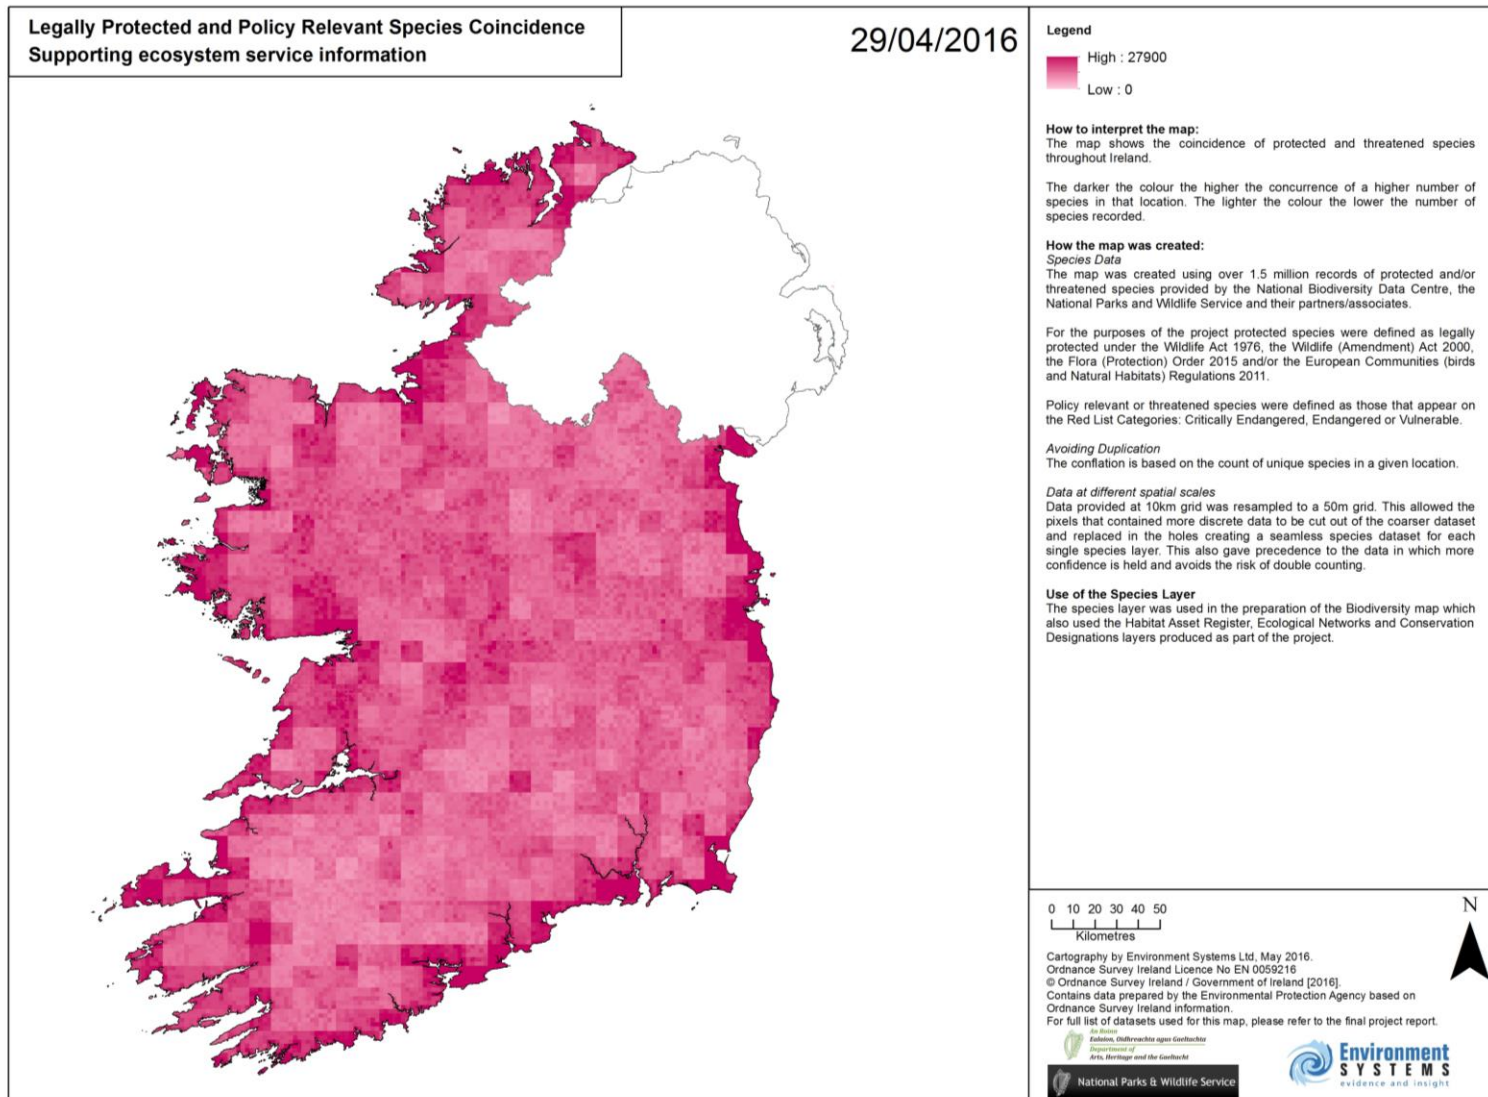 Legally Protected and Policy Relevant Species Coincidence
Supporting ecosystem service information
29/04/2016
Legend
High : 27900
Low : 0
How to interpret the map:
The map shows the coincidence of protected and threatened species
throughout Ireland.
The darker the colour the higher the concurrence of a higher number of
species in that location. The lighter the colour the lower the number of
species recorded.
How the map was created:
Species Data
The map was created using over 1.5 million records of protected and/or
threatened species provided by the National Biodiversity Data Centre, the
National Parks and Wildlife Service and their partners/associates.
For the purposes of the project protected species were defined as legally
protected under the Wildlife Act 1976, the Wildlife (Amendment) Act 2000,
the Flora (Protection) Order 2015 and/or the European Communities (birds
and Natural Habitats) Regulations 2011.
Policy relevant or threatened species were defined as those that appear on
the Red List Categories: Critically Endangered, Endangered or Vulnerable.
Avoiding Duplication
The conflation is based on the count of unique species in a given location.
Data at different spatial scales
Data provided at 10km grid was resampled to a 50m grid. This allowed the
pixels that contained more discrete data to be cut out of the coarser dataset
and replaced in the holes creating a seamless species dataset for each
single species layer. This also gave precedence to the data in which more
confidence is held and avoids the risk of double counting.
Use of the Species Layer
The species layer was used in the preparation of the Biodiversity map which
also used the Habitat Asset Register, Ecological Networks and Conservation
Designations layers produced as part of the project.
0 10 20 30 40 50
Kilometres
N
Cartography by Environment Systems Ltd, May 2016.
Ordnance Survey Ireland Licence No EN 0059216
© Ordnance Survey Ireland / Government of Ireland [2016].
Contains data prepared by the Environmental Protection Agency based on
Ordnance Survey Ireland information.
For full list of datasets used for this map, please refer to the final project report.
An Roinn
Ealaíon, Oidhreachta agus Gaeltachta
Department of
Arts, Heritage and the Gaeltacht
National Parks & Wildlife Service
Environment
SYSTEMS
evidence and insight